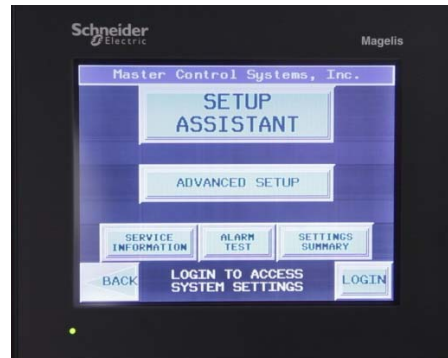 Schneider
Electric
Magelis
Master Control Systems, Inc.
SETUP
ASSISTANT
ADVANCED SETUP
SERVICE
INFORMATION
ALARM
TEST
SETTINGS
SUMMARY
BACK
LOGIN TO ACCESS
SYSTEM SETTINGS
LOGIN